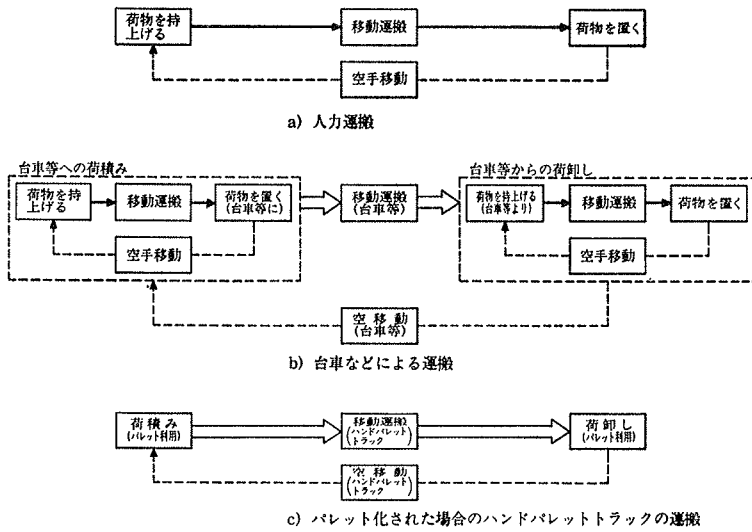 荷物を持
上げる
移動運搬
荷物を置く
空手移動
a) 人力運搬
台車等への荷積み
荷物を持
上げる
移動運搬
荷物を置く
(台車等に)
空手移動
移動運搬
(台車等)
台車等からの荷卸し
荷物を持上げる
(台車等より)
移動運搬
荷物を置く
空手移動
空移動
(台車等)
b) 台車などによる運搬
荷積み
(パレット利用)
移動運搬
(ハンドパレット
トラック)
荷卸し
(パレット利用)
空移動
(ハンドパレット
トラック)
c) パレット化された場合のハンドパレットトラックの運搬